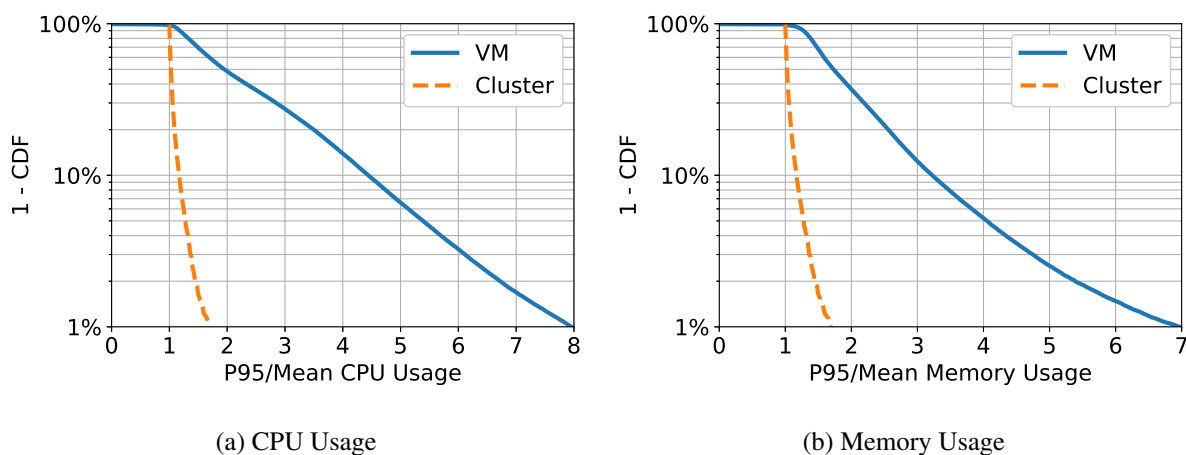 100%
10%
1%
1 - CDF
VM
Cluster
0 1 2 3 4 5 6 7 8
P95/Mean CPU Usage
(a) CPU Usage
100%
10%
1%
1 - CDF
VM
Cluster
0 1 2 3 4 5 6 7
P95/Mean Memory Usage
(b) Memory Usage